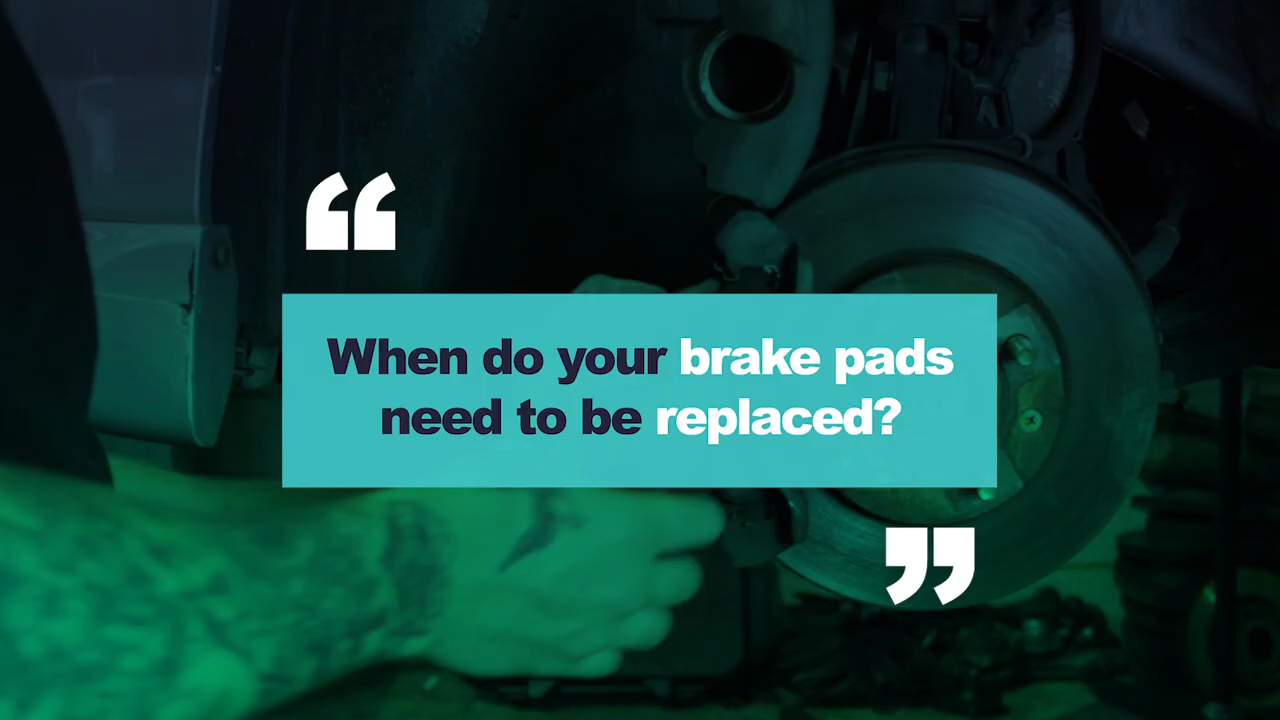 “
When do your brake pads
need to be replaced?
”